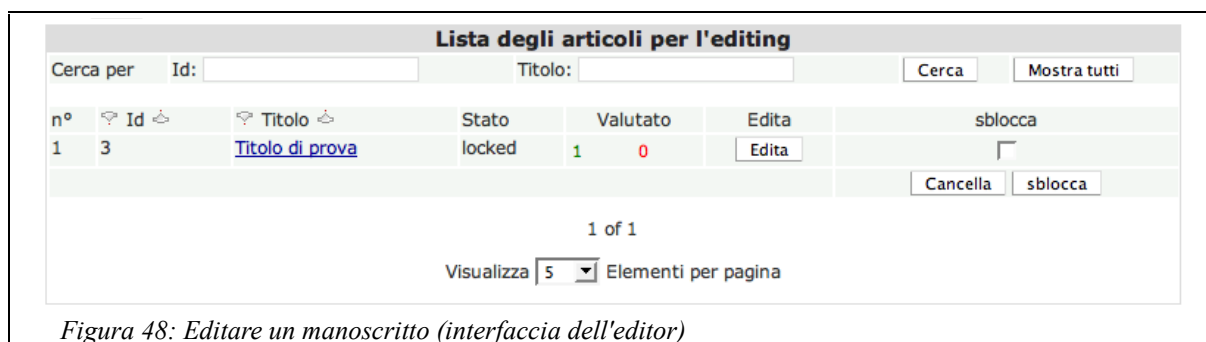 Lista degli articoli per l'editing
Cerca per Id: Titolo: Cerca Mostra tutti
n° Id Titolo Stato Valutato Edita sblocca
1 3 Titolo di prova locked 1 0 Edita
Cancella sblocca
1 of 1
Visualizza 5 Elementi per pagina
Figura 48: Editare un manoscritto (interfaccia dell'editor)